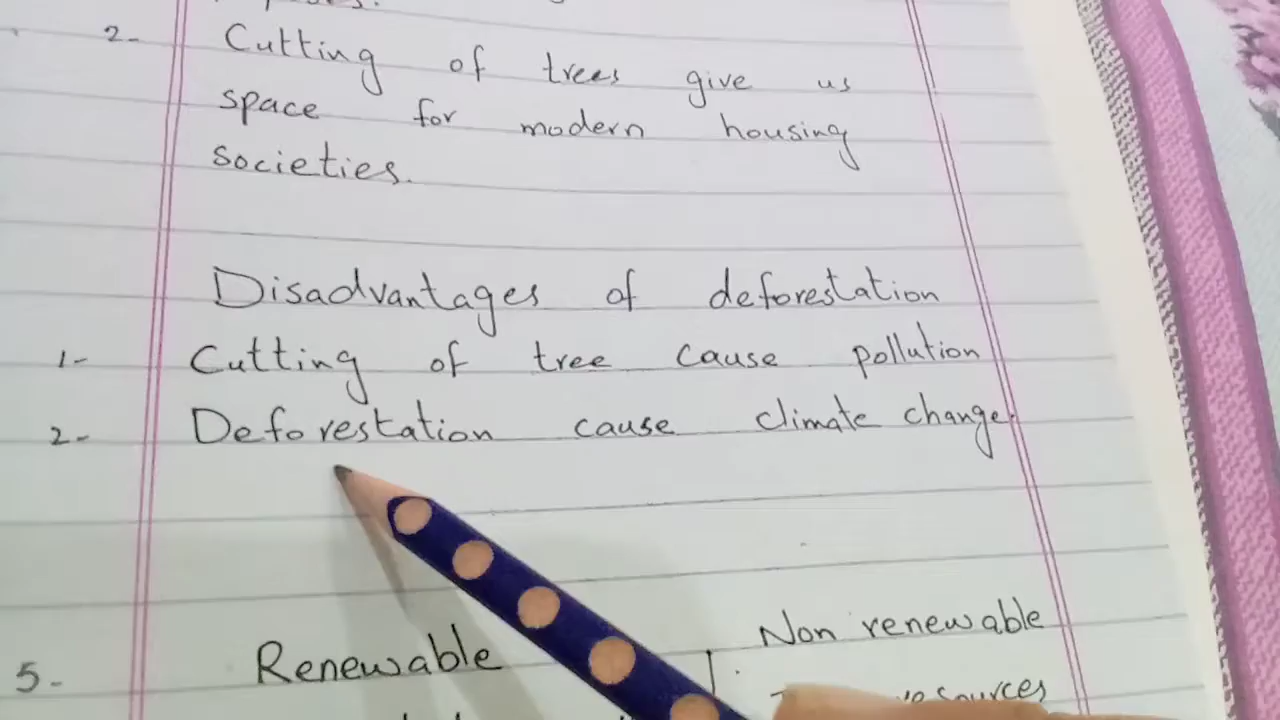 2- Cutting of trees give us
space for modern housing
societies.
Disadvantages of deforestation
1- Cutting of tree cause pollution
2- Deforestation cause climate change.
5- Renewable Non renewable
resources